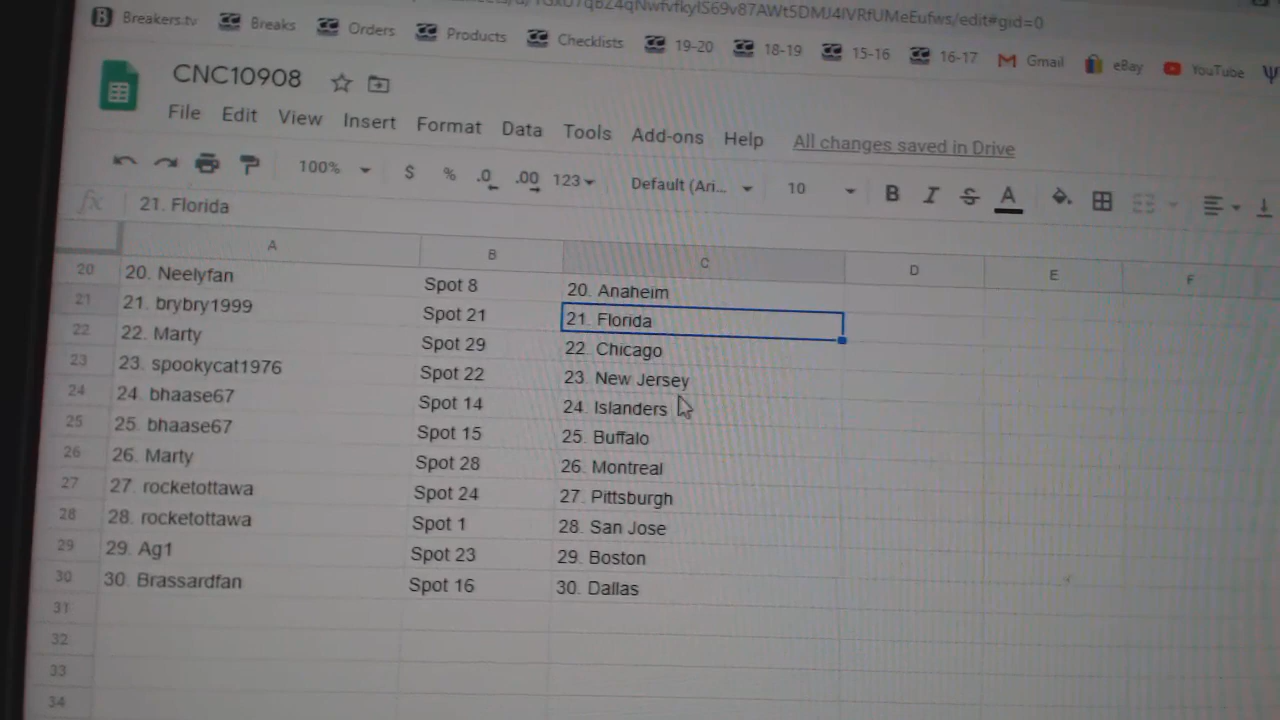 qNwfvfkylS69v87AWt5DMJ4IVRfUMeEufws/edit#gid=0
Breakers.tv Breaks Orders Products Checklists 19-20 18-19 15-16 16-17 Gmail eBay YouTube
CNC10908
File Edit View Insert Format Data Tools Add-ons Help All changes saved in Drive
100% $ % .0 .00 123 Default (Ari... 10 B I S A
fx 21. Florida
A B C D E F
20 20. Neelyfan Spot 8 20. Anaheim
21 21. brybry1999 Spot 21 21. Florida
22 22. Marty Spot 29 22. Chicago
23 23. spookycat1976 Spot 22 23. New Jersey
24 24. bhaase67 Spot 14 24. Islanders
25 25. bhaase67 Spot 15 25. Buffalo
26 26. Marty Spot 28 26. Montreal
27 27. rocketottawa Spot 24 27. Pittsburgh
28 28. rocketottawa Spot 1 28. San Jose
29 29. Ag1 Spot 23 29. Boston
30 30. Brassardfan Spot 16 30. Dallas
31
32
33
34